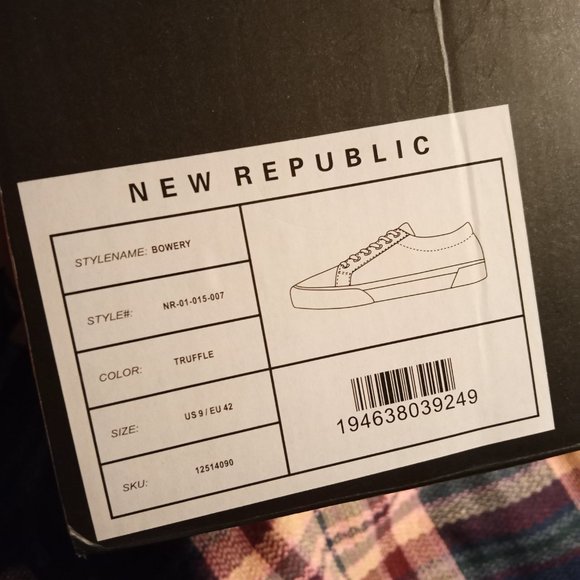 NEW REPUBLIC
STYLENAME: BOWERY
STYLE#: NR-01-015-007
COLOR: TRUFFLE
SIZE: US 9 / EU 42
SKU: 12514090
194638039249